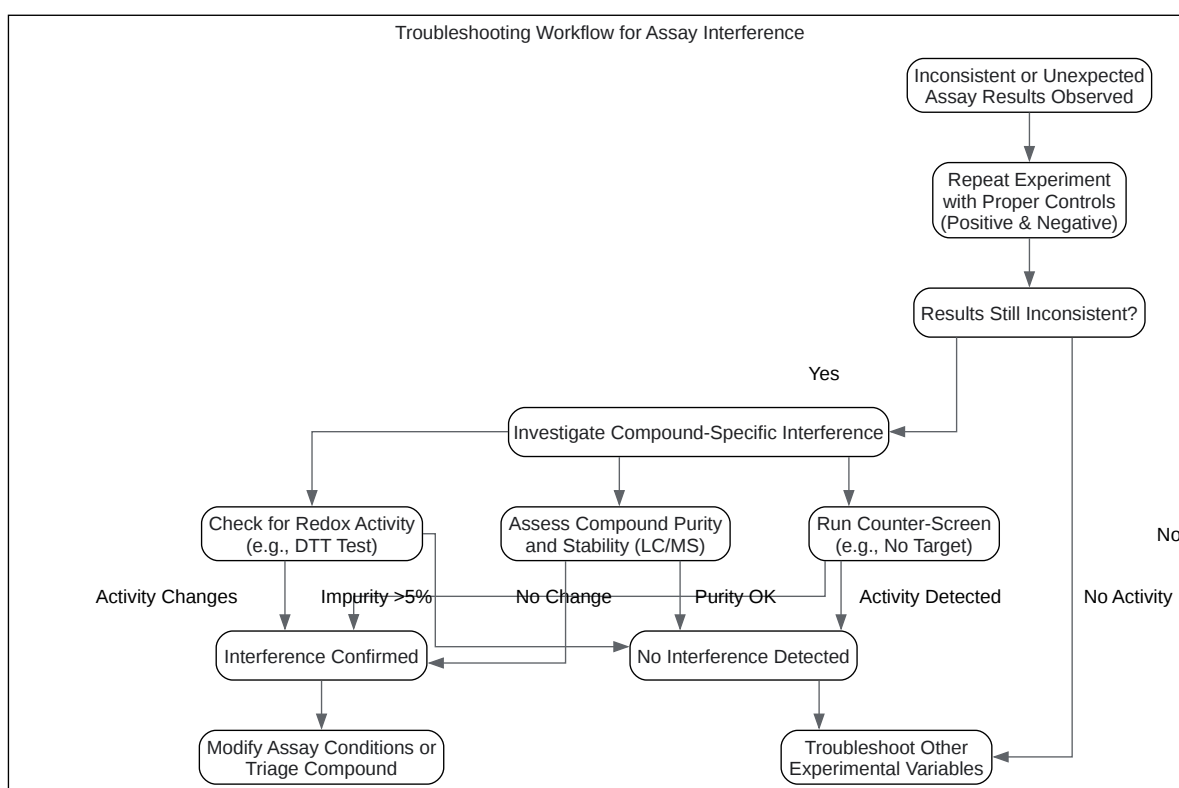 Troubleshooting Workflow for Assay Interference
Inconsistent or Unexpected
Assay Results Observed
Repeat Experiment
with Proper Controls
(Positive & Negative)
Results Still Inconsistent?
Yes
Investigate Compound-Specific Interference
Check for Redox Activity
(e.g., DTT Test)
Assess Compound Purity
and Stability (LC/MS)
Run Counter-Screen
(e.g., No Target)
No
Activity Changes
Impurity >5%
No Change
Purity OK
Activity Detected
No Activity
Interference Confirmed
No Interference Detected
Modify Assay Conditions or
Triage Compound
Troubleshoot Other
Experimental Variables